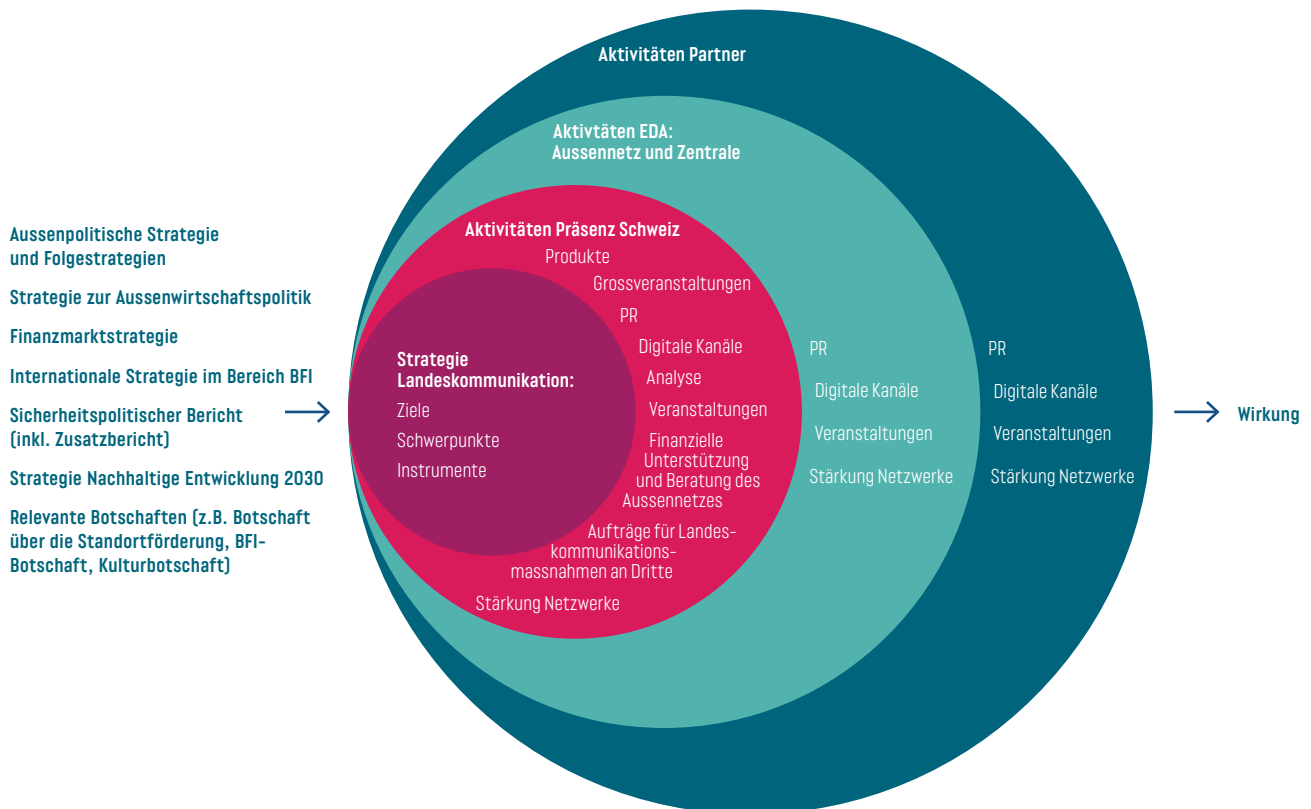 Aktivitäten Partner
Aktivtäten EDA:
Aussennetz und Zentrale
Aktivitäten Präsenz Schweiz
Produkte
Grossveranstaltungen
PR
Digitale Kanäle
Analyse
Veranstaltungen
Finanzielle
Unterstützung
und Beratung des
Aussennetzes
Aufträge für Landes-
kommunikations-
massnahmen an Dritte
Stärkung Netzwerke
Strategie
Landeskommunikation:
Ziele
Schwerpunkte
Instrumente
Aussenpolitische Strategie
und Folgestrategien
Strategie zur Aussenwirtschaftspolitik
Finanzmarktstrategie
Internationale Strategie im Bereich BFI
Sicherheitspolitischer Bericht
(inkl. Zusatzbericht)
Strategie Nachhaltige Entwicklung 2030
Relevante Botschaften (z.B. Botschaft
über die Standortförderung, BFI-
Botschaft, Kulturbotschaft)
PR
Digitale Kanäle
Veranstaltungen
Stärkung Netzwerke
PR
Digitale Kanäle
Veranstaltungen
Stärkung Netzwerke
Wirkung